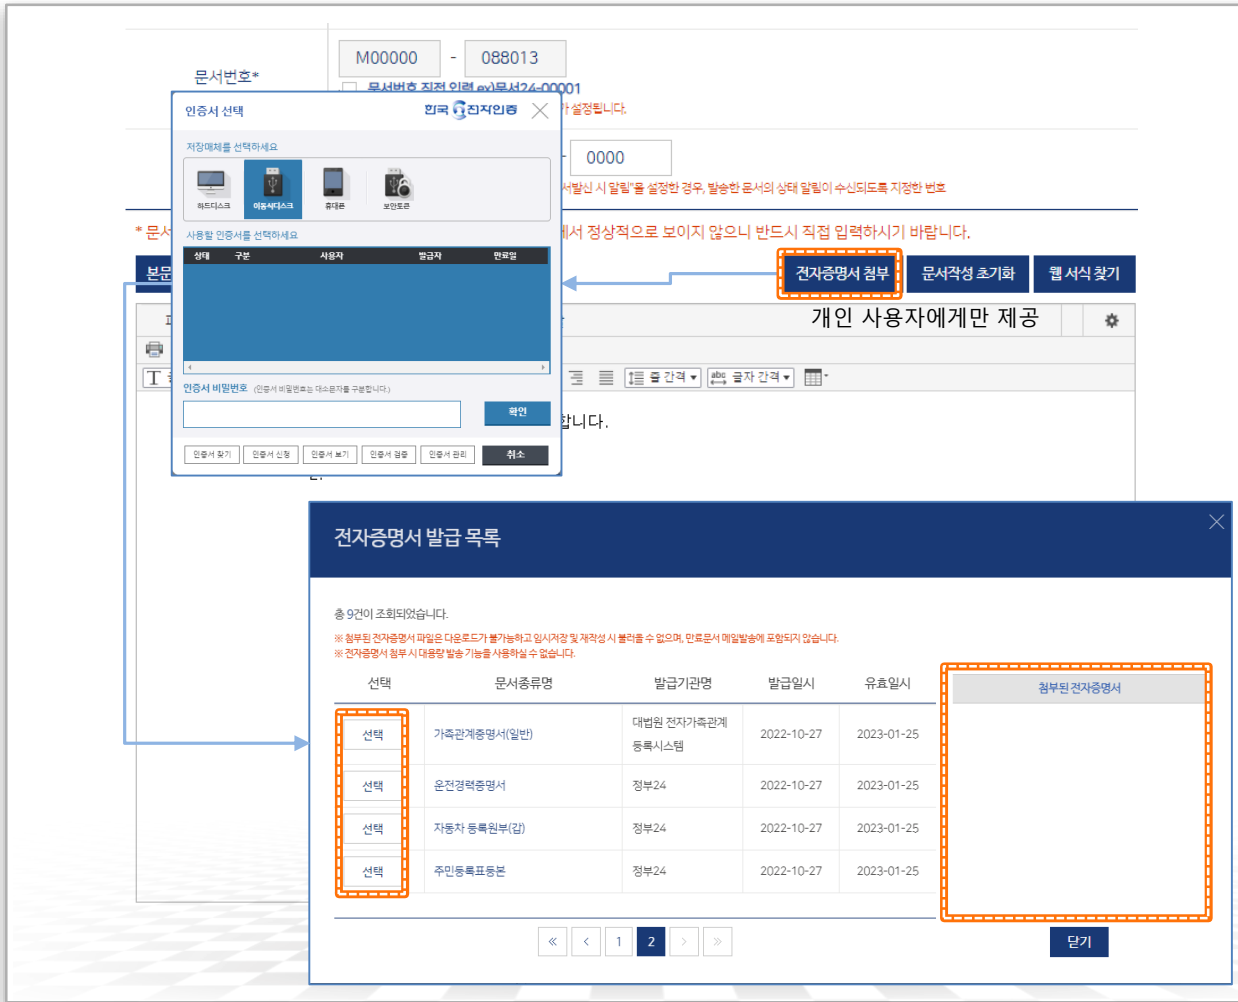 문서번호*
M00000 - 088013
문서번호 직접 입력 ex)문서24-00001
가 설정됩니다.
- 0000
서발신 시 알림"을 설정한 경우, 발송한 문서의 상태 알림이 수신되도록 지정한 번호
* 문서
에서 정상적으로 보이지 않으니 반드시 직접 입력하시기 바랍니다.
본문
전자증명서 첨부
문서작성 초기화
웹 서식 찾기
개인 사용자에게만 제공
줄 간격
abc 글자 간격
합니다.
인증서 선택
한국전자인증
저장매체를 선택하세요
하드디스크 이동식디스크 휴대폰 보안토큰
사용할 인증서를 선택하세요
상태 구분 사용자 발급자 만료일
인증서 비밀번호 (인증서 비밀번호는 대소문자를 구분합니다.)
확인
인증서 찾기 인증서 신청 인증서 보기 인증서 검증 인증서 관리 취소
전자증명서 발급 목록
총 9건이 조회되었습니다.
※ 첨부된 전자증명서 파일은 다운로드가 불가능하고 임시저장 및 재작성 시 불러올 수 없으며, 만료문서 메일발송에 포함되지 않습니다.
※ 전자증명서 첨부 시 대용량 발송 기능을 사용하실 수 없습니다.
선택 문서종류명 발급기관명 발급일시 유효일시
첨부된 전자증명서
선택 가족관계증명서(일반) 대법원 전자가족관계
등록시스템 2022-10-27 2023-01-25
선택 운전경력증명서 정부24 2022-10-27 2023-01-25
선택 자동차 등록원부(갑) 정부24 2022-10-27 2023-01-25
선택 주민등록표등본 정부24 2022-10-27 2023-01-25
« < 1 2 > »
닫기